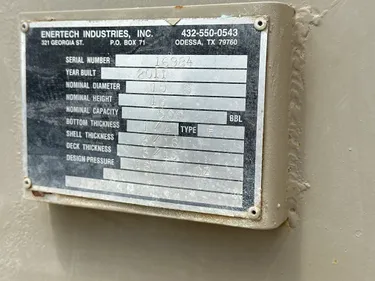 ENERTECH INDUSTRIES, INC. 432-550-0543
321 GEORGIA ST. P.O. BOX 71 ODESSA, TX 79760
SERIAL NUMBER
YEAR BUILT 2011
NOMINAL DIAMETER
NOMINAL HEIGHT
NOMINAL CAPACITY BBL
BOTTOM THICKNESS TYPE
SHELL THICKNESS
DECK THICKNESS
DESIGN PRESSURE